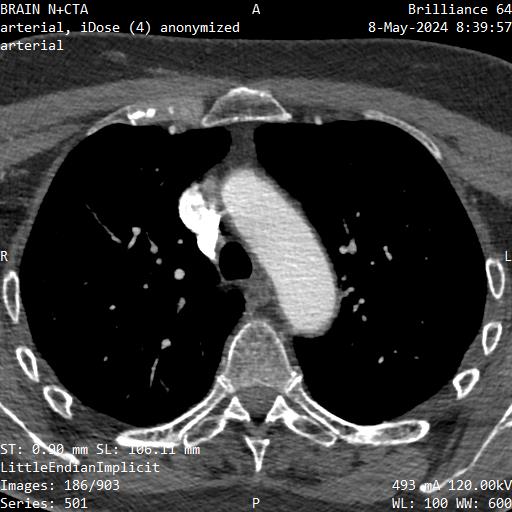 BRAIN N+CTA
A
Brilliance 64
arterial, iDose (4) anonymized
8-May-2024 8:39:57
arterial
R
L
ST: 0.90 mm SL: 106.11 mm
LittleEndianImplicit
Images: 186/903
493 mA 120.00kV
Series: 501
P
WL: 100 WW: 600